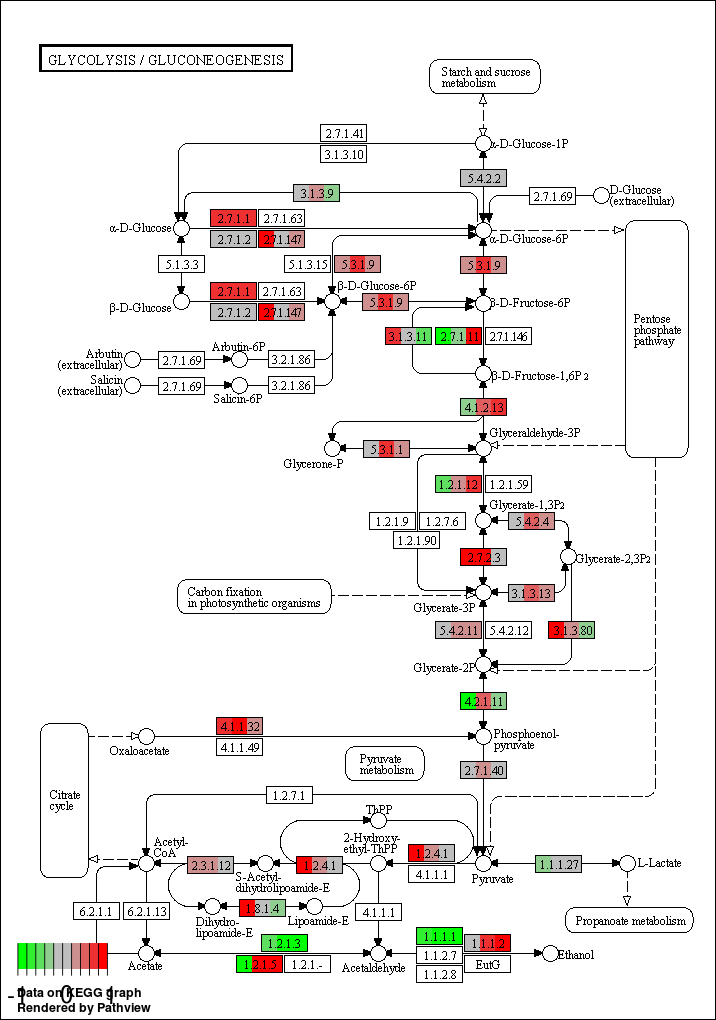 GLYCOLYSIS / GLUCONEOGENESIS
Starch and sucrose
metabolism
2.7.1.41
3.1.3.10
α-D-Glucose-1P
5.4.2.2
3.1.3.9
2.7.1.69
D-Glucose
(extracellular)
2.7.1.1
2.7.1.63
α-D-Glucose
2.7.1.2
2.7.1.147
α-D-Glucose-6P
5.1.3.3
5.1.3.15
5.3.1.9
5.3.1.9
2.7.1.1
2.7.1.63
β-D-Glucose-6P
β-D-Glucose
2.7.1.2
2.7.1.147
5.3.1.9
β-D-Fructose-6P
Pentose
phosphate
pathway
3.1.3.11
2.7.1.11
2.7.1.146
Arbutin
(extracellular)
2.7.1.69
Arbutin-6P
3.2.1.86
Salicin
(extracellular)
2.7.1.69
Salicin-6P
3.2.1.86
β-D-Fructose-1,6P2
4.1.2.13
Glyceraldehyde-3P
5.3.1.1
Glycerone-P
1.2.1.12
1.2.1.59
Glycerate-1,3P2
1.2.1.9
1.2.7.6
1.2.1.90
5.4.2.4
2.7.2.3
Glycerate-2,3P2
Carbon fixation
in photosynthetic organisms
3.1.3.13
Glycerate-3P
5.4.2.11
5.4.2.12
3.1.3.80
Glycerate-2P
4.2.1.11
4.1.1.32
Oxaloacetate
4.1.1.49
Phosphoenol-
pyruvate
Pyruvate
metabolism
2.7.1.40
Citrate
cycle
1.2.7.1
ThPP
2-Hydroxy-
ethyl-ThPP
Acetyl-
CoA
2.3.1.12
1.2.4.1
1.2.4.1
4.1.1.1
Pyruvate
1.1.1.27
L-Lactate
S-Acetyl-
dihydrolipoamide-E
1.8.1.4
Dihydro-
lipoamide-E
Lipoamide-E
6.2.1.1
6.2.1.13
4.1.1.1
Propanoate metabolism
1.2.1.3
1.2.1.5
1.2.1.-
Acetate
Acetaldehyde
1.1.1.1
1.1.1.2
1.1.2.7
EutG
1.1.2.8
Ethanol
-1 0 1
Data on KEGG graph
Rendered by Pathview